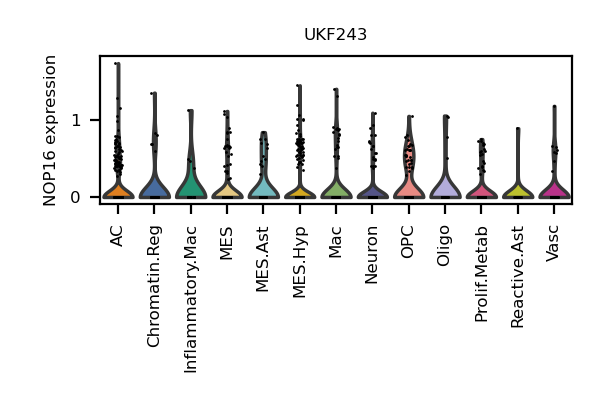 UKF243
NOP16 expression
1
0
AC
Chromatin.Reg
Inflammatory.Mac
MES
MES.Ast
MES.Hyp
Mac
Neuron
OPC
Oligo
Prolif.Metab
Reactive.Ast
Vasc